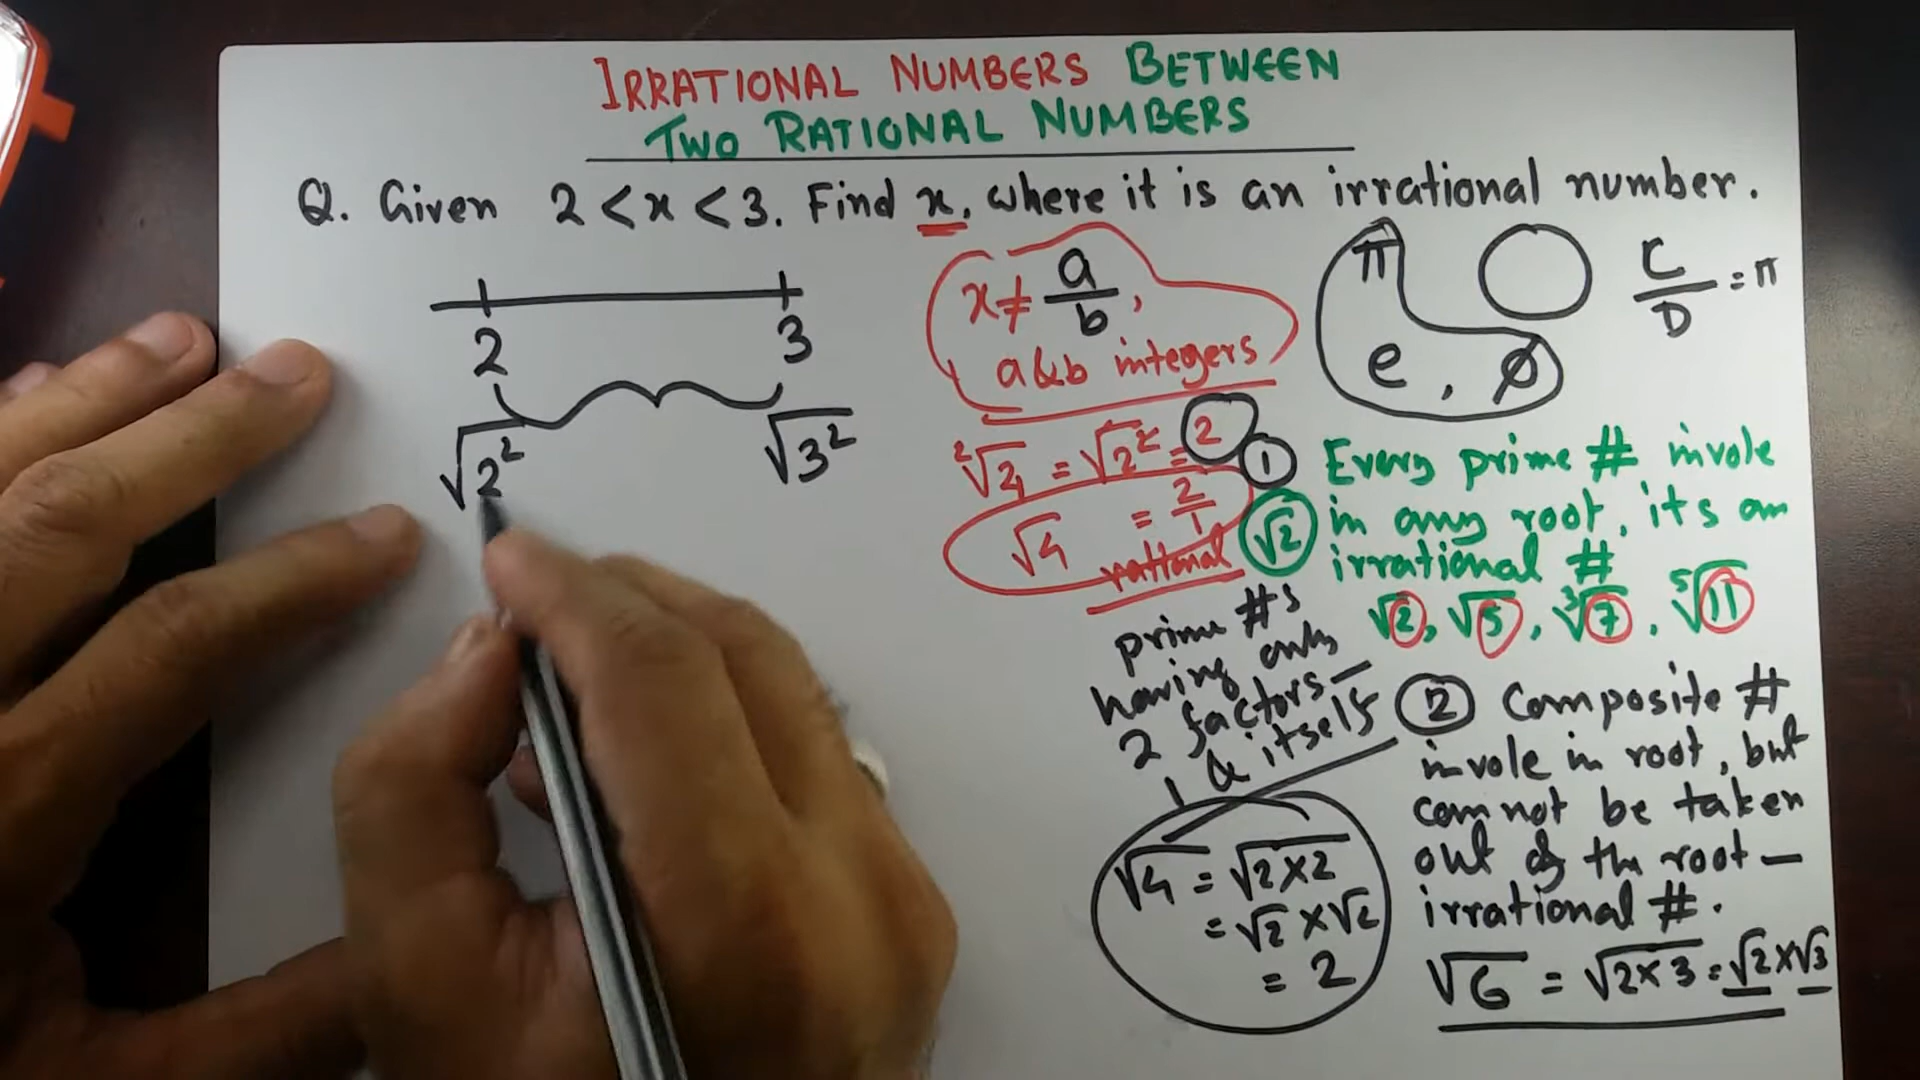 IRRATIONAL NUMBERS BETWEEN
TWO RATIONAL NUMBERS
Q. Given 2 < x < 3. Find x, where it is an irrational number.
2 3
√2² √3²
x ≠ a/b,
a & b integers
π
e, ϕ
C/D = π
²√4 = √2² = 2
√4 = 2/1
rational
① Every prime # invole
√2 in any root, its an
irrational #
√2, √5, ³√7, ⁵√11
prime #s
having only
2 factors –
1 & itself
② Composite #
invole in root, but
cannot be taken
out of the root –
irrational #.
√4 = √2×2
= √2 × √2
= 2
√6 = √2×3 = √2 × √3